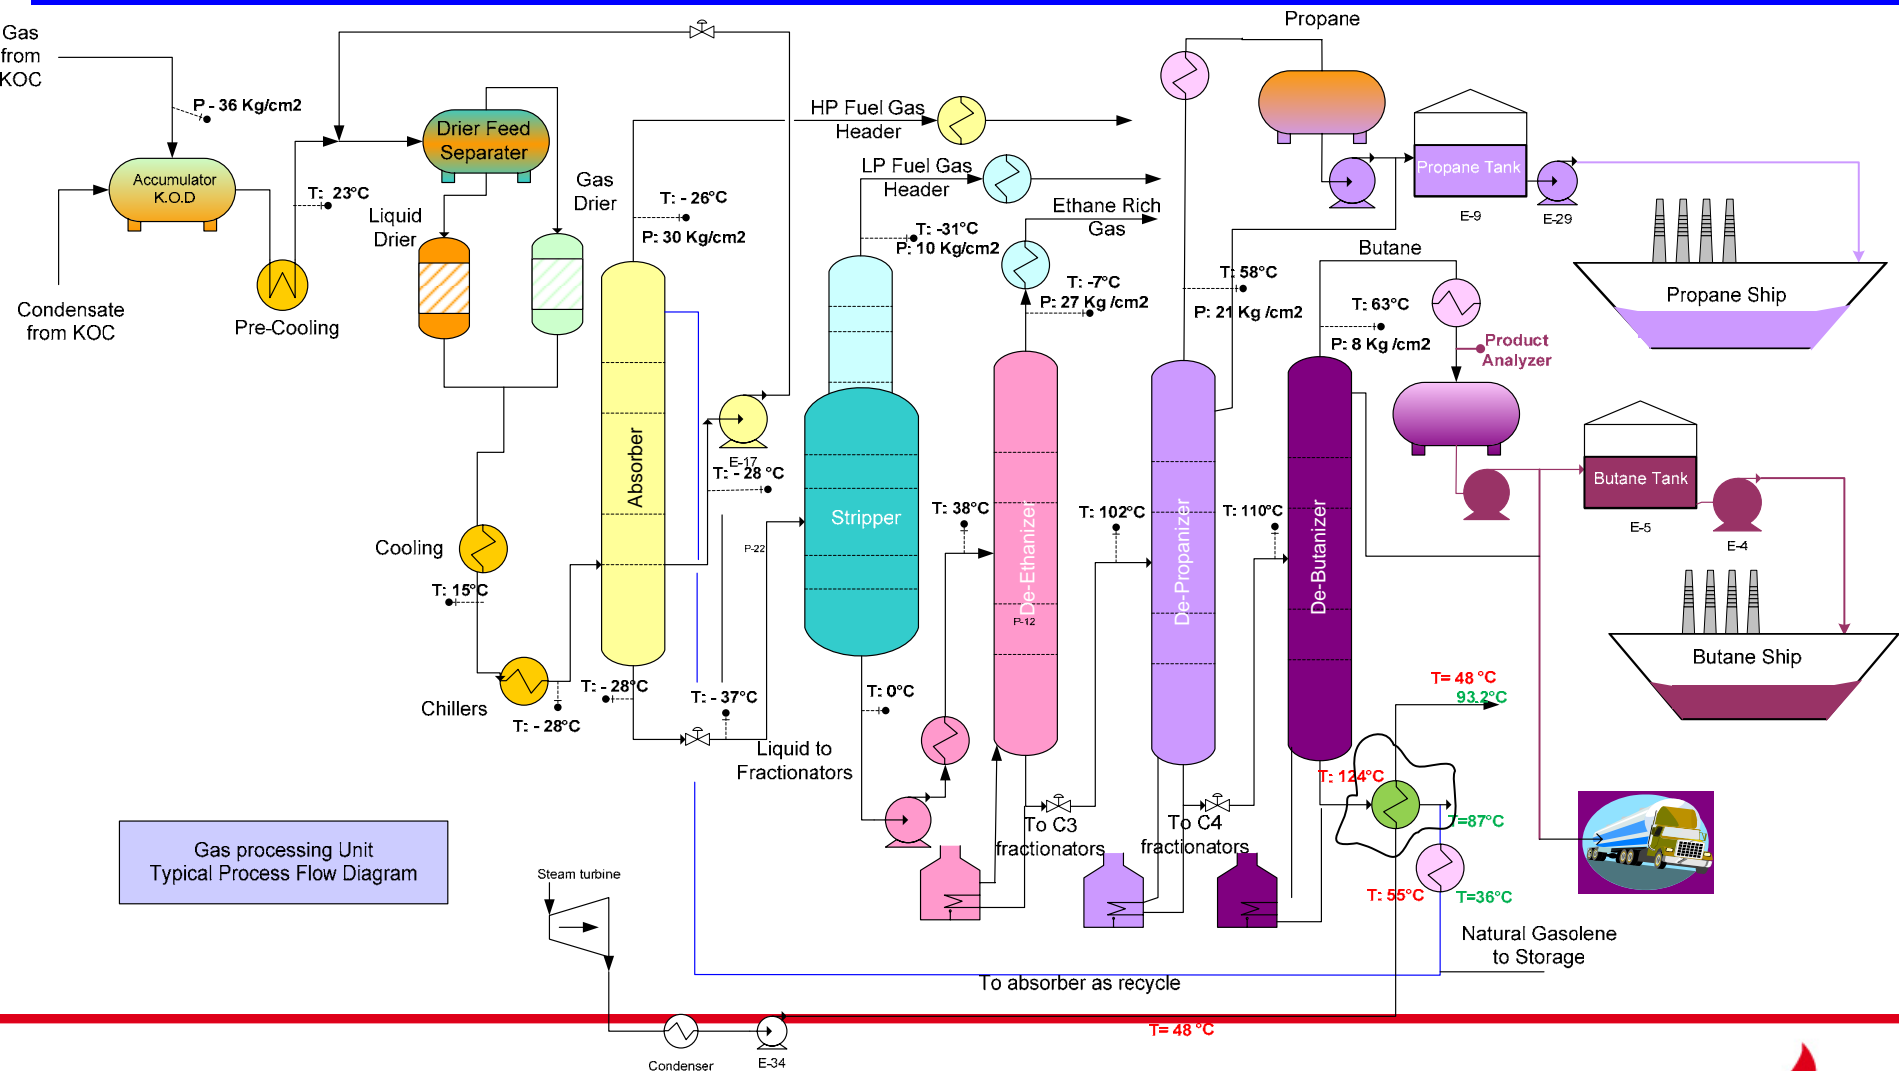 Propane
Gas
from
KOC
P - 36 Kg/cm2
HP Fuel Gas
Header
Drier Feed
Separater
LP Fuel Gas
Header
Propane Tank
E-9
E-29
Accumulator
K.O.D
T: 23°C
Gas
Drier
Liquid
Drier
T: - 26°C
P: 30 Kg/cm2
Ethane Rich
Gas
T: -31°C
P: 10 Kg/cm2
Butane
T: 58°C
P: 21 Kg /cm2
T: -7°C
P: 27 Kg /cm2
T: 63°C
P: 8 Kg /cm2
Propane Ship
Condensate
from KOC
Pre-Cooling
Product
Analyzer
Absorber
E-17
T: - 28 °C
P-22
Stripper
T: 38°C
De-Ethanizer
P-12
T: 102°C
De-Propanizer
T: 110°C
De-Butanizer
Butane Tank
E-5
E-4
Cooling
T: 15°C
Chillers
T: - 28°C
T: - 28°C
T: - 37°C
T: 0°C
Butane Ship
T= 48 °C
93.2°C
Liquid to
Fractionators
T: 124°C
To C3
fractionators
To C4
fractionators
T=87°C
T: 55°C
T=36°C
Gas processing Unit
Typical Process Flow Diagram
Steam turbine
Natural Gasolene
to Storage
To absorber as recycle
T= 48 °C
Condenser
E-34